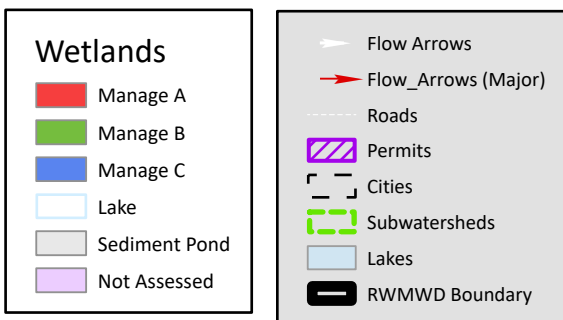 Wetlands
Manage A
Manage B
Manage C
Lake
Sediment Pond
Not Assessed
Flow Arrows
Flow_Arrows (Major)
Roads
Permits
Cities
Subwatersheds
Lakes
RWMWD Boundary